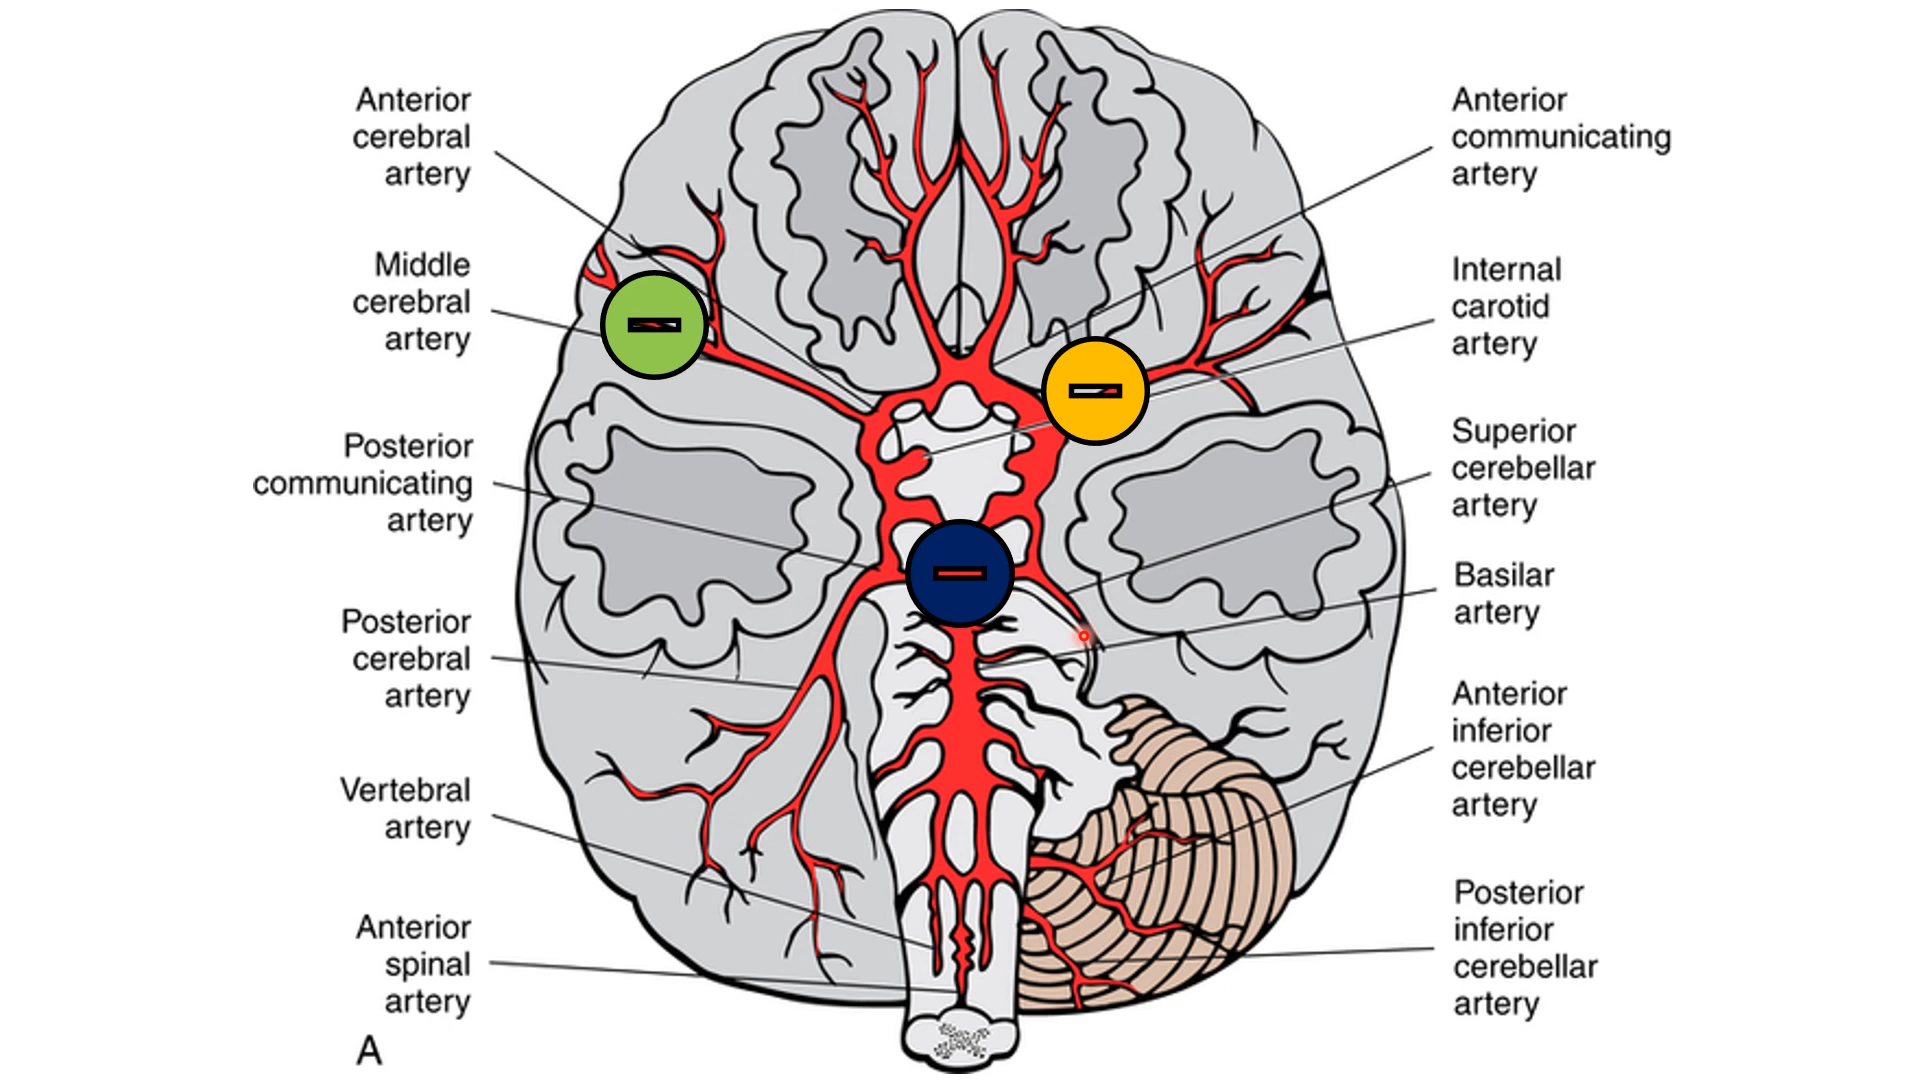 Anterior
cerebral
artery
Middle
cerebral
artery
Posterior
communicating
artery
Posterior
cerebral
artery
Vertebral
artery
Anterior
spinal
artery
A
Anterior
communicating
artery
Internal
carotid
artery
Superior
cerebellar
artery
Basilar
artery
Anterior
inferior
cerebellar
artery
Posterior
inferior
cerebellar
artery